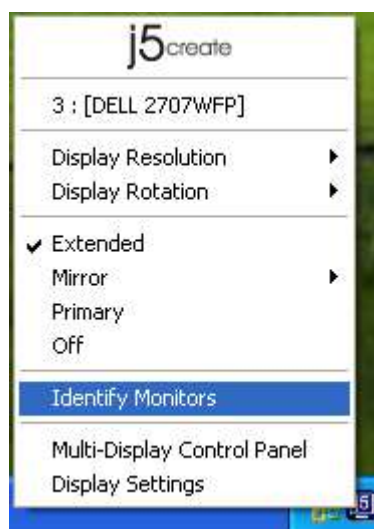 j5create
3 : [DELL 2707WFP]
Display Resolution
Display Rotation
Extended
Mirror
Primary
Off
Identify Monitors
Multi-Display Control Panel
Display Settings
5